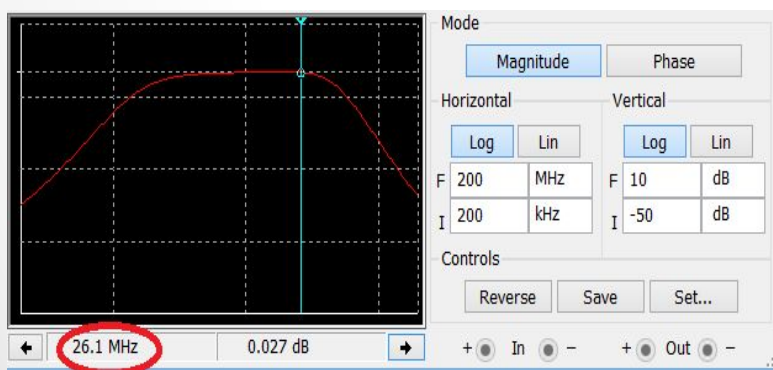 Mode
Magnitude Phase
Horizontal Vertical
Log Lin Log Lin
F 200 MHz F 10 dB
I 200 kHz I -50 dB
Controls
Reverse Save Set...
26.1 MHz 0.027 dB
+ In − + Out −